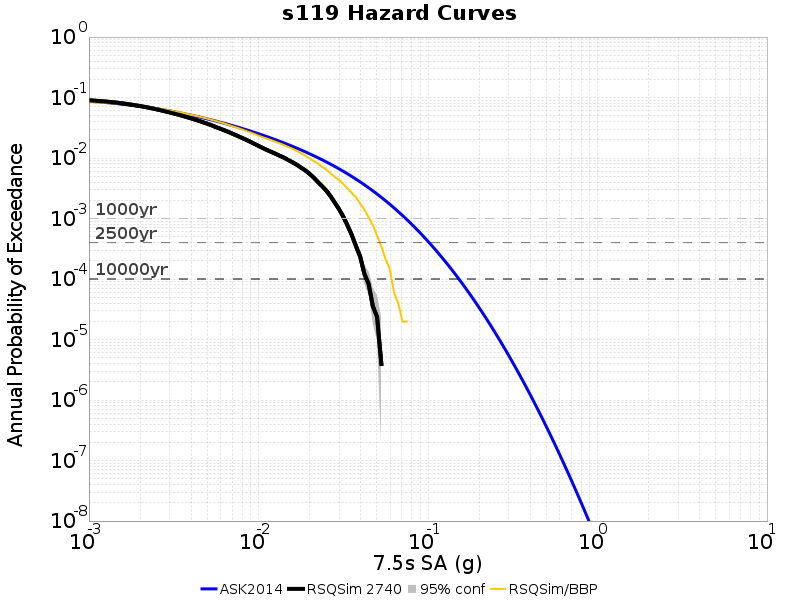 s119 Hazard Curves
Annual Probability of Exceedance
10^0
10^-1
10^-2
10^-3
10^-4
10^-5
10^-6
10^-7
10^-8
1000yr
2500yr
10000yr
10^-3 10^-2 10^-1 10^0 10^1
7.5s SA (g)
ASK2014 RSQSim 2740 95% conf RSQSim/BBP